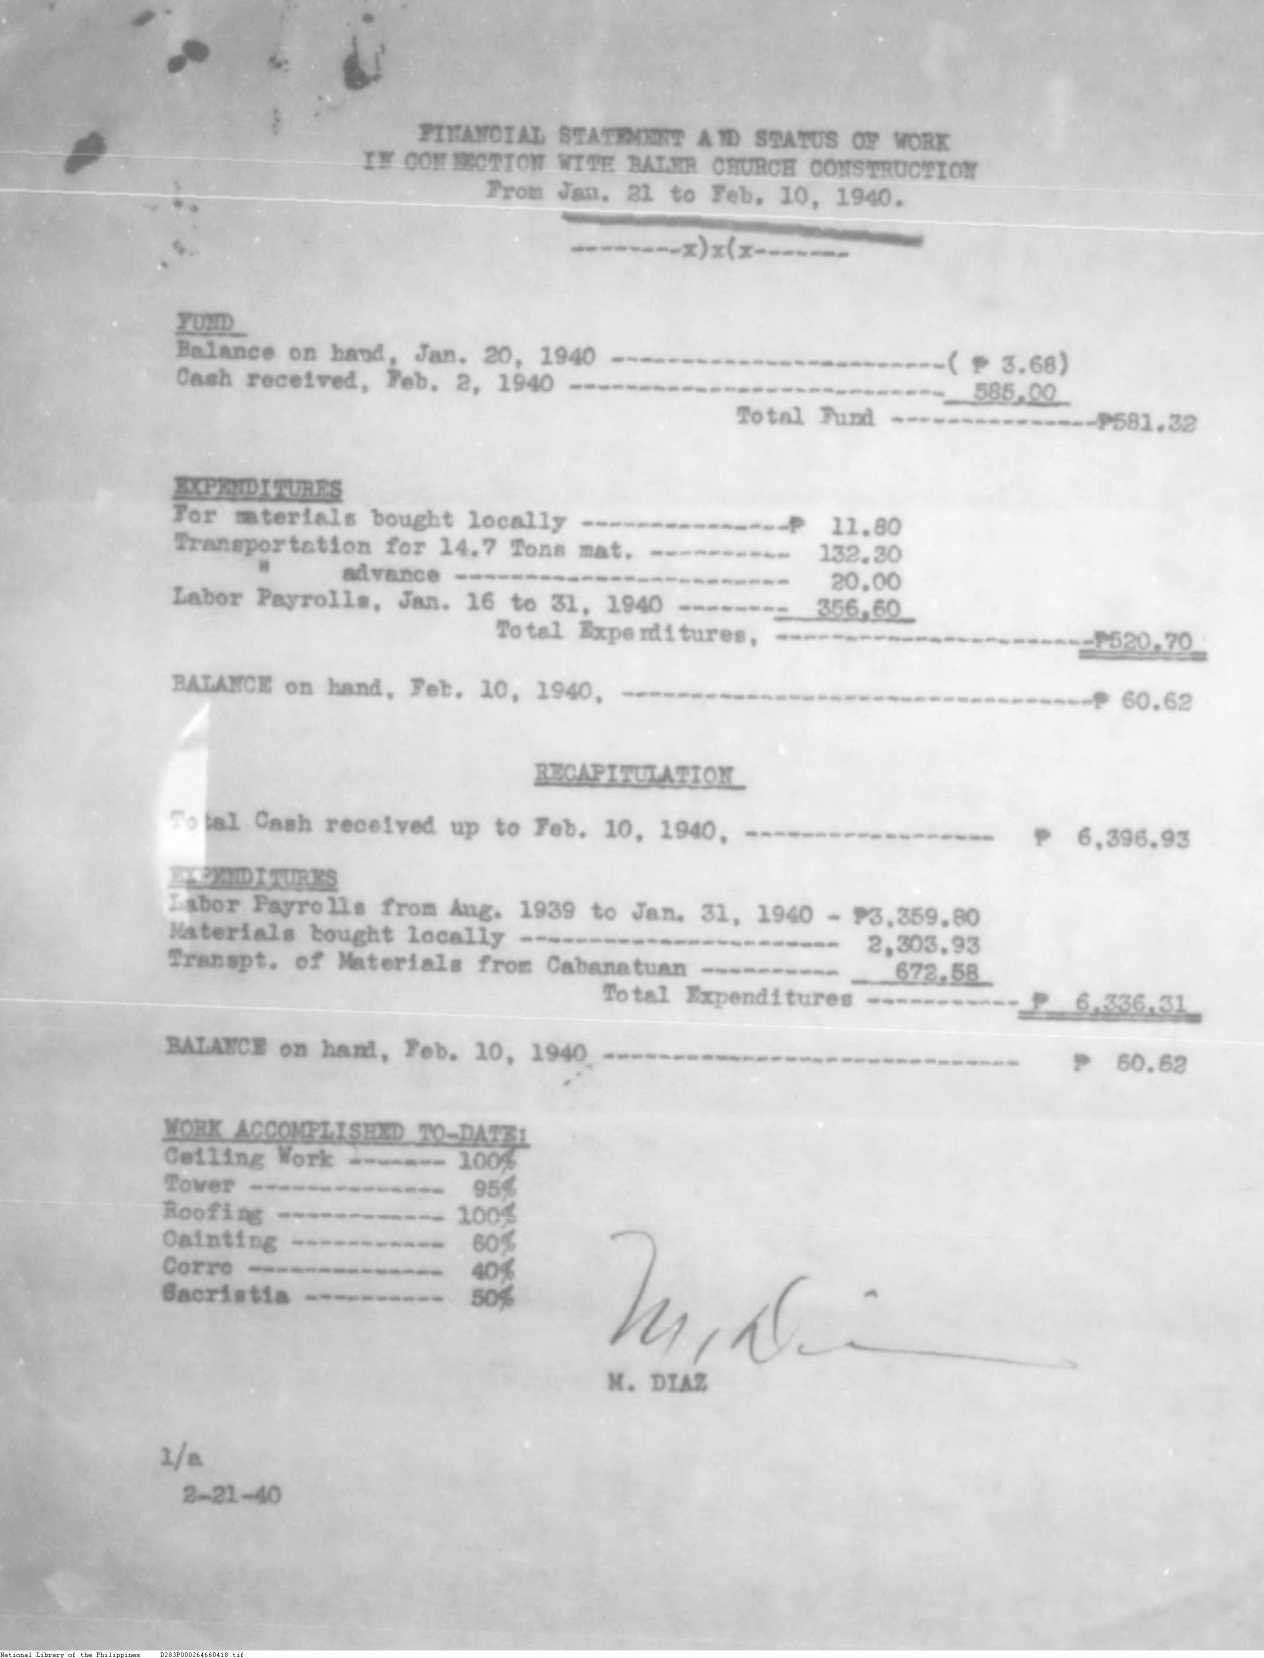 FINANCIAL STATEMENT AND STATUS OF WORK
IN CONNECTION WITH BALER CHURCH CONSTRUCTION
From Jan. 21 to Feb. 10, 1940.
---------x)x(x--------
FUND
Balance on hand, Jan. 20, 1940 ------------------------( ₱ 3.68)
Cash received, Feb. 2, 1940 --------------------------- 585.00
Total Fund ---------------₱581.32
EXPENDITURES
For materials bought locally ---------------₱ 11.80
Transportation for 14.7 Tons mat. ---------- 132.30
" advance ------------------------ 20.00
Labor Payrolls, Jan. 16 to 31, 1940 -------- 356.60
Total Expenditures, -----------------------₱520.70
BALANCE on hand, Feb. 10, 1940, ----------------------------------₱ 60.62
RECAPITULATION
Total Cash received up to Feb. 10, 1940, ------------------ ₱ 6,396.93
EXPENDITURES
Labor Payrolls from Aug. 1939 to Jan. 31, 1940 - ₱3,359.80
Materials bought locally ----------------------- 2,303.93
Transpt. of Materials from Cabanatuan ---------- 672.58
Total Expenditures ----------- ₱ 6,336.31
BALANCE on hand, Feb. 10, 1940 ------------------------------ ₱ 60.62
WORK ACCOMPLISHED TO-DATE:
Ceiling Work ------- 100%
Tower -------------- 95%
Roofing ------------ 100%
Cainting ----------- 60%
Corro -------------- 40%
Sacristia ---------- 50%
M. Diaz
M. DIAZ
l/a
2-21-40
National Library of the Philippines D283P000264660418.tif